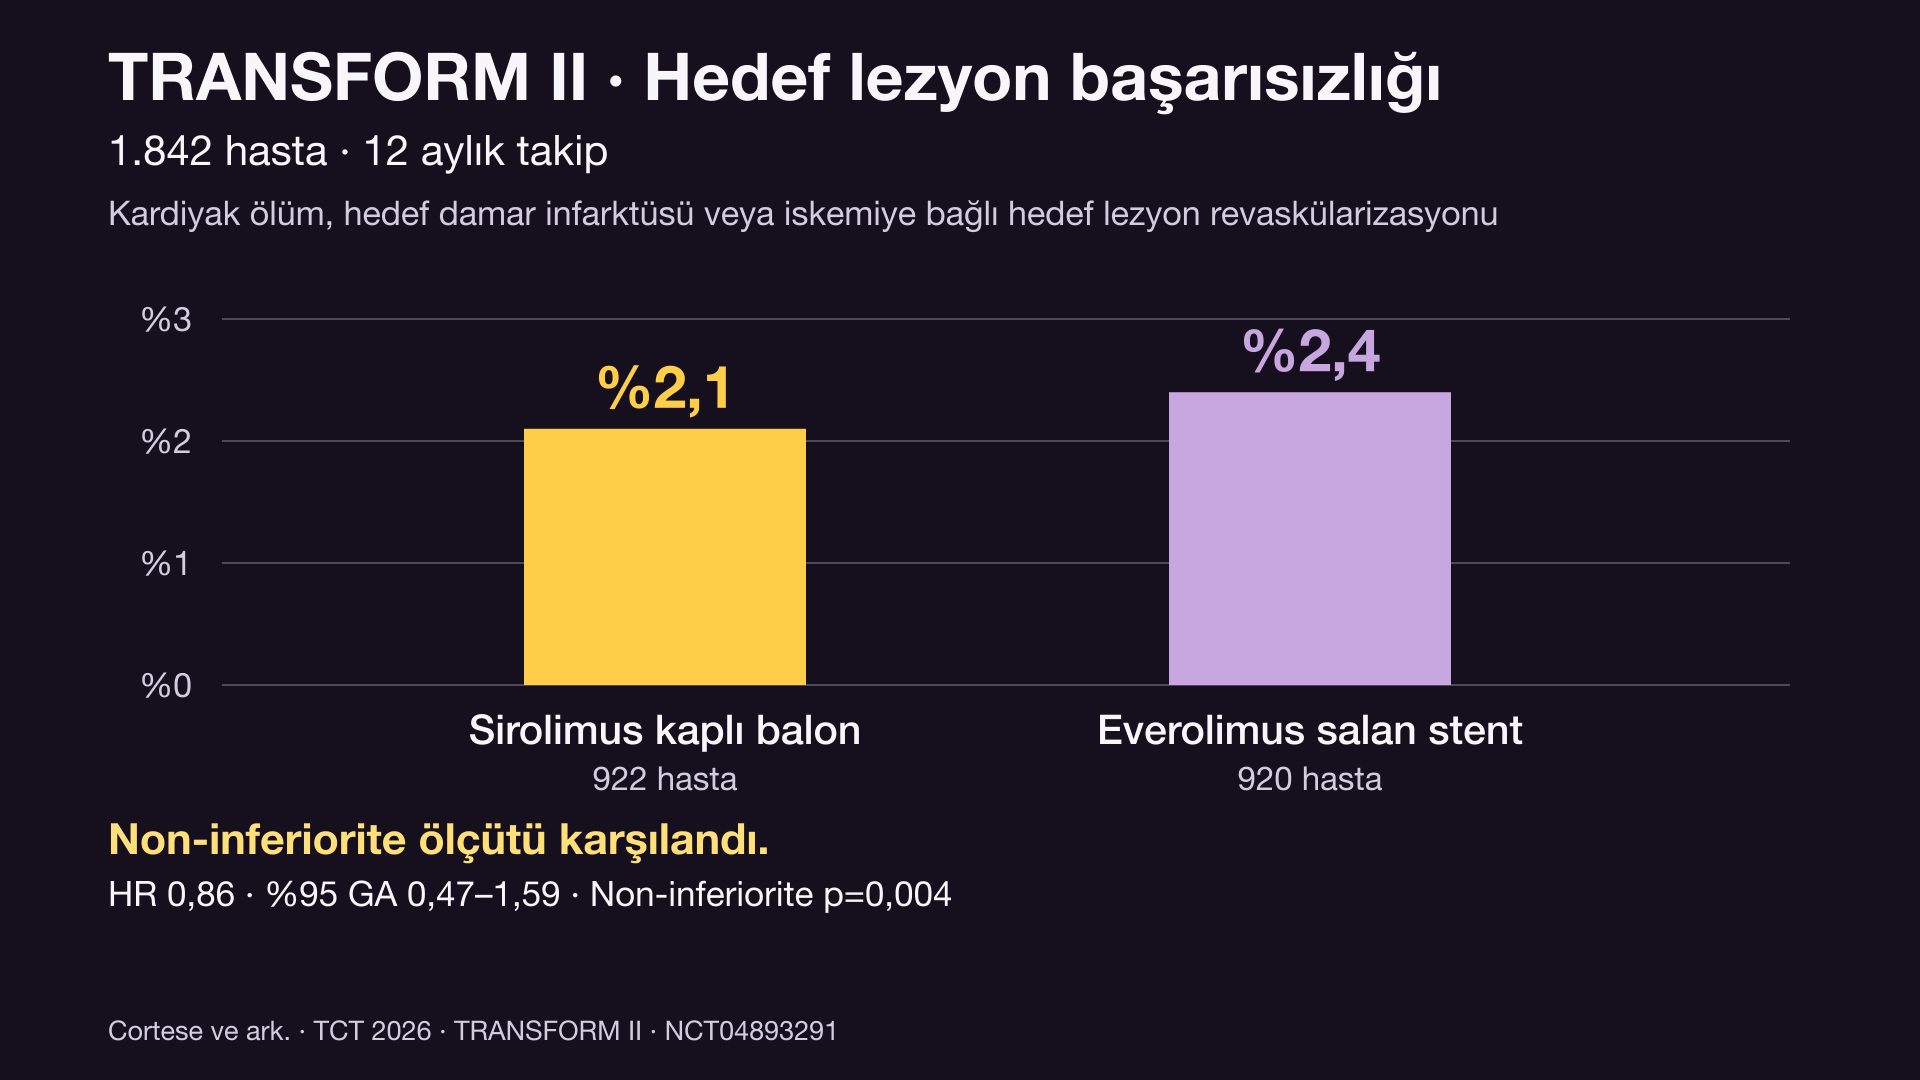 TRANSFORM II · Hedef lezyon başarısızlığı
1.842 hasta · 12 aylık takip
Kardiyak ölüm, hedef damar infarktüsü veya iskemiye bağlı hedef lezyon revaskülarizasyonu
%3
%2
%1
%0
%2,1
%2,4
Sirolimus kaplı balon
922 hasta
Everolimus salan stent
920 hasta
Non-inferiorite ölçütü karşılandı.
HR 0,86 · %95 GA 0,47–1,59 · Non-inferiorite p=0,004
Cortese ve ark. · TCT 2026 · TRANSFORM II · NCT04893291